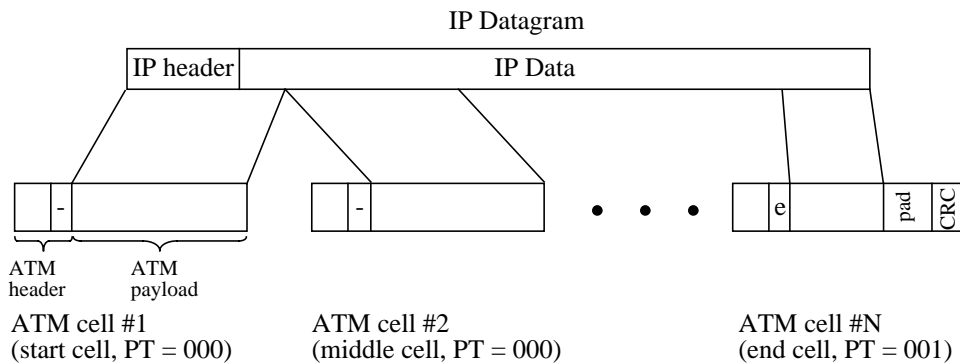 IP Datagram
IP header IP Data
- - e pad CRC
ATM header
ATM payload
ATM cell #1
(start cell, PT = 000)
ATM cell #2
(middle cell, PT = 000)
ATM cell #N
(end cell, PT = 001)